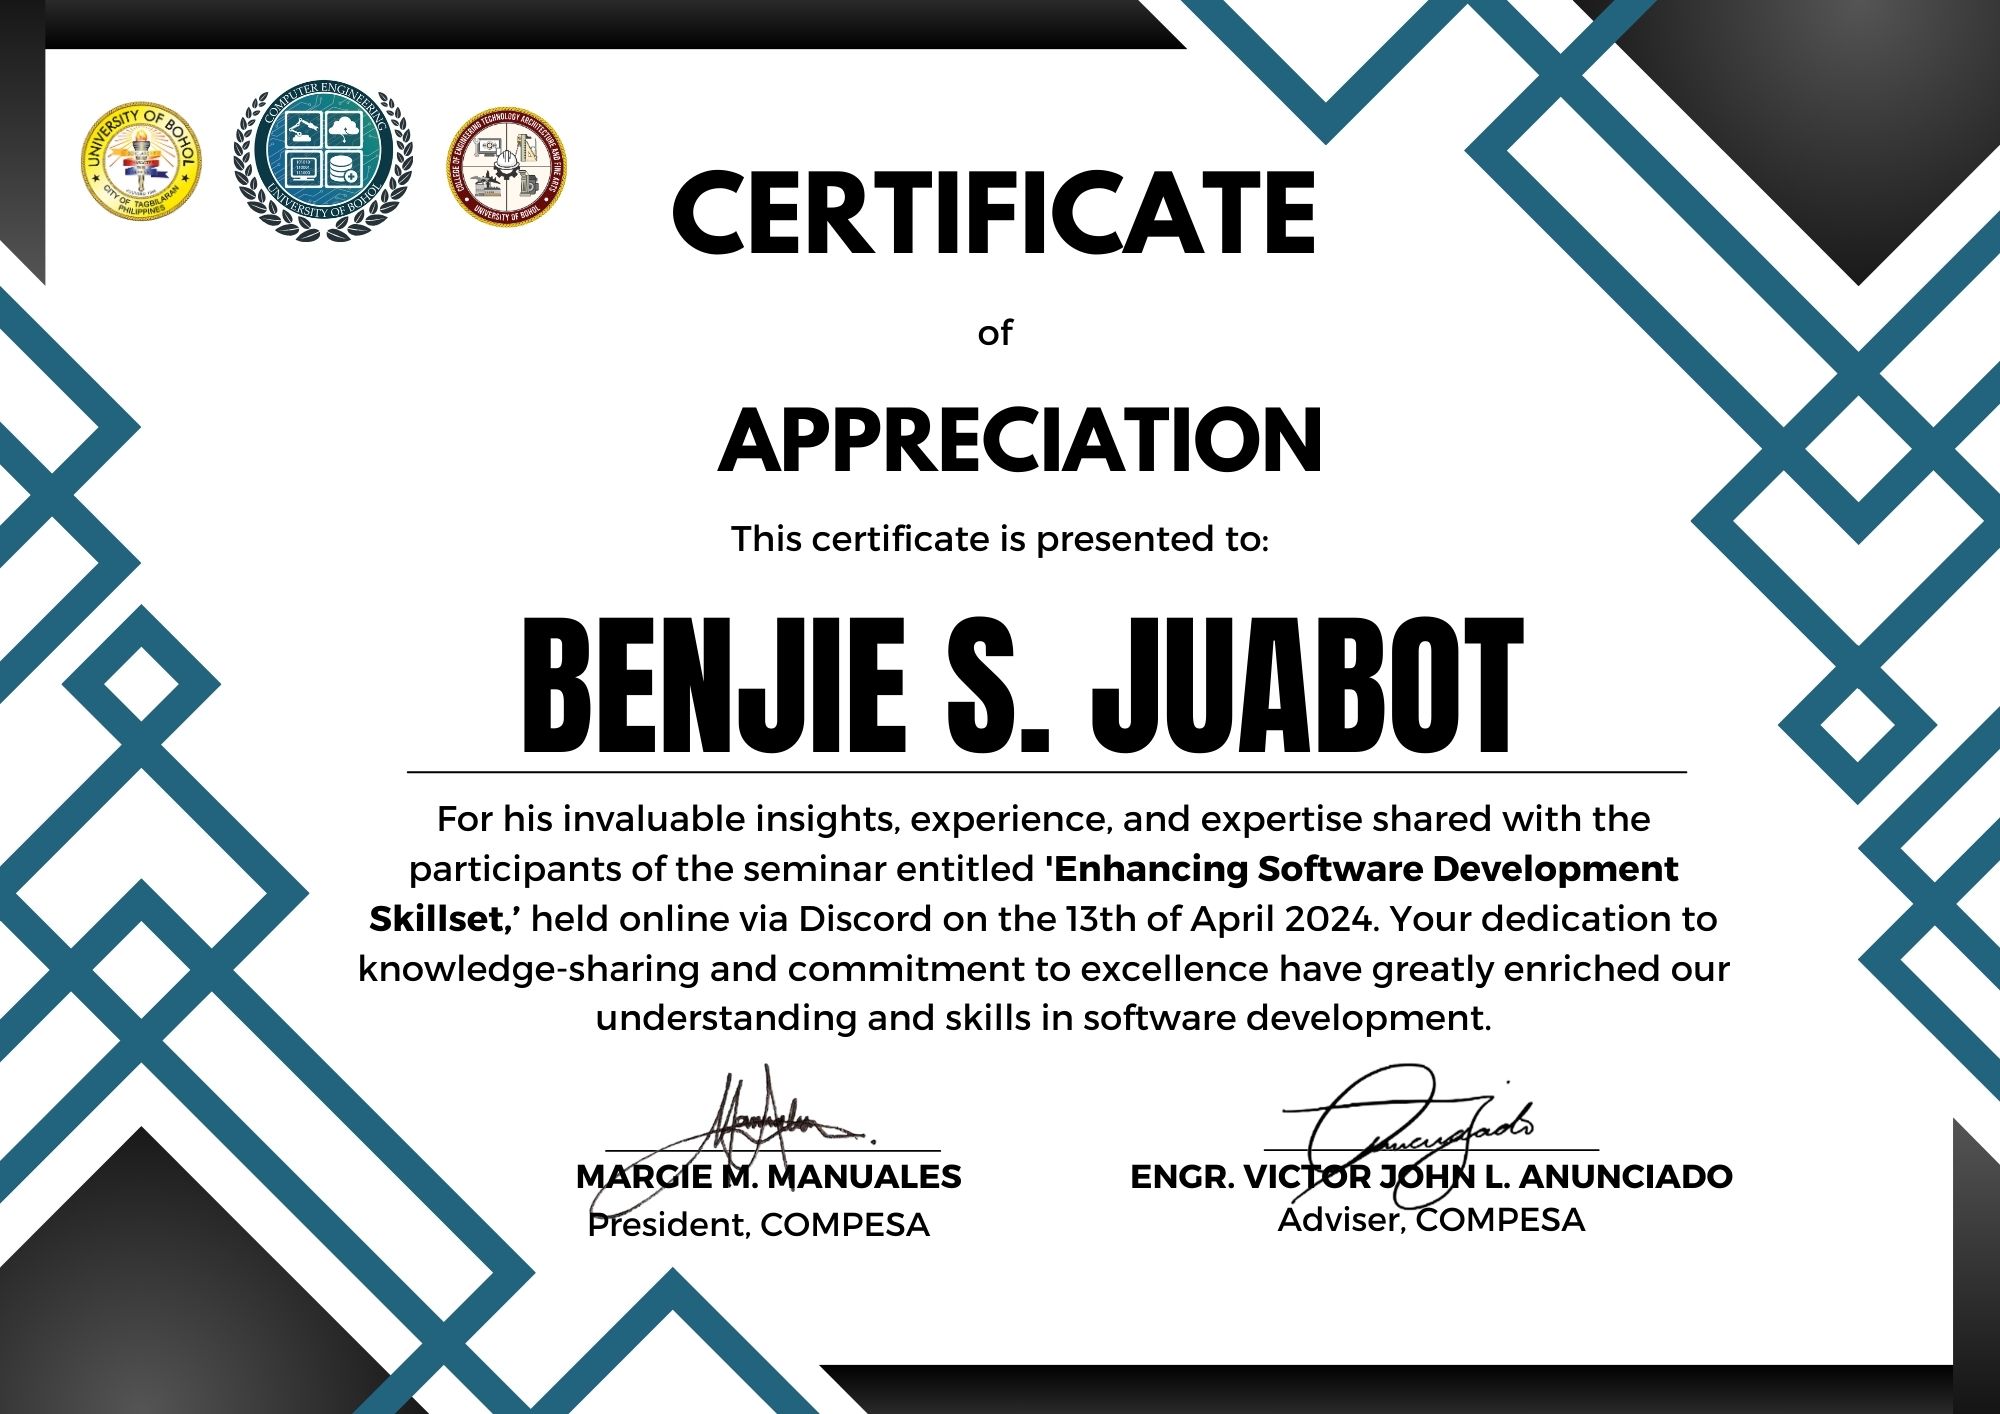 UNIVERSITY OF BOHOL
CITY OF TAGBILARAN
PHILIPPINES
COMPUTER ENGINEERING
UNIVERSITY OF BOHOL
COLLEGE OF ENGINEERING TECHNOLOGY ARCHITECTURE AND FINE ARTS
UNIVERSITY OF BOHOL
CERTIFICATE
of
APPRECIATION
This certificate is presented to:
BENJIE S. JUABOT
For his invaluable insights, experience, and expertise shared with the
participants of the seminar entitled 'Enhancing Software Development
Skillset,’ held online via Discord on the 13th of April 2024. Your dedication to
knowledge-sharing and commitment to excellence have greatly enriched our
understanding and skills in software development.
MARGIE M. MANUALES
President, COMPESA
ENGR. VICTOR JOHN L. ANUNCIADO
Adviser, COMPESA